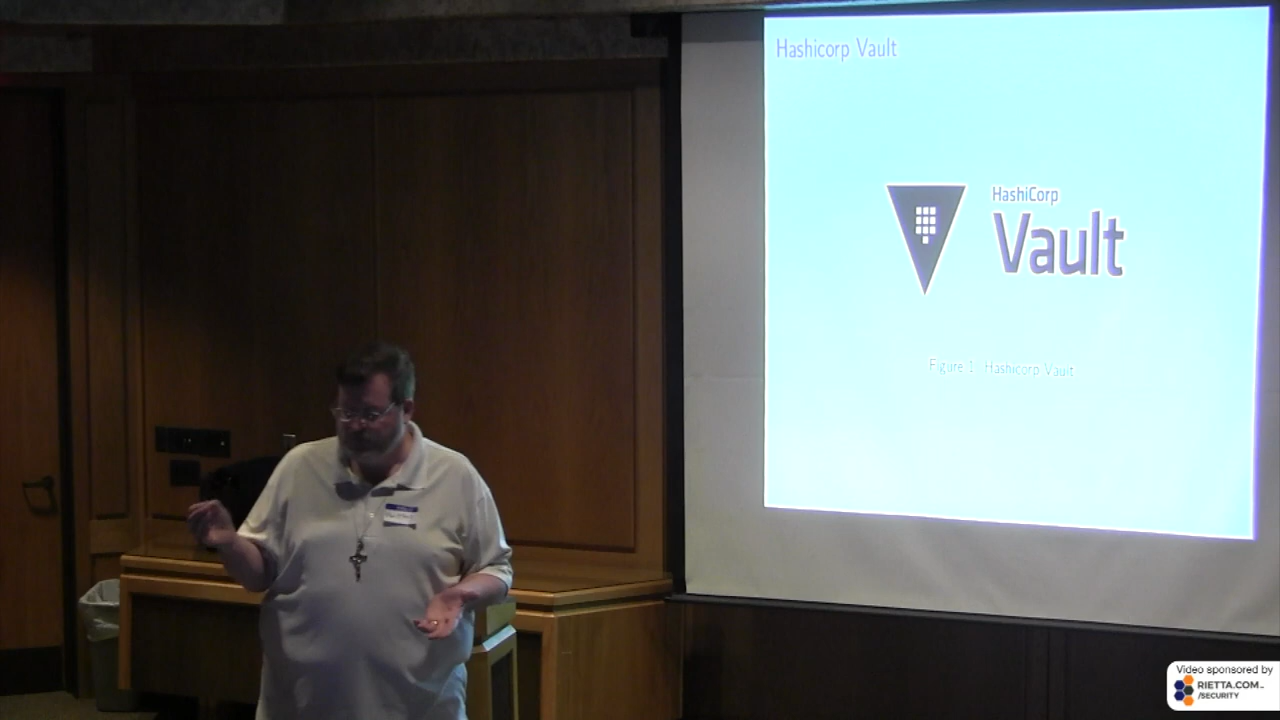 Hashicorp Vault
HashiCorp
Vault
Figure 1: Hashicorp Vault
Video sponsored by
RIETTA.COM
/SECURITY